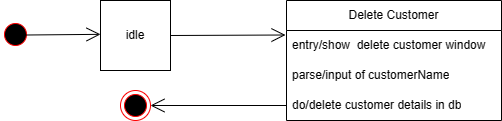 idle
Delete Customer
entry/show delete customer window
parse/input of customerName
do/delete customer details in db